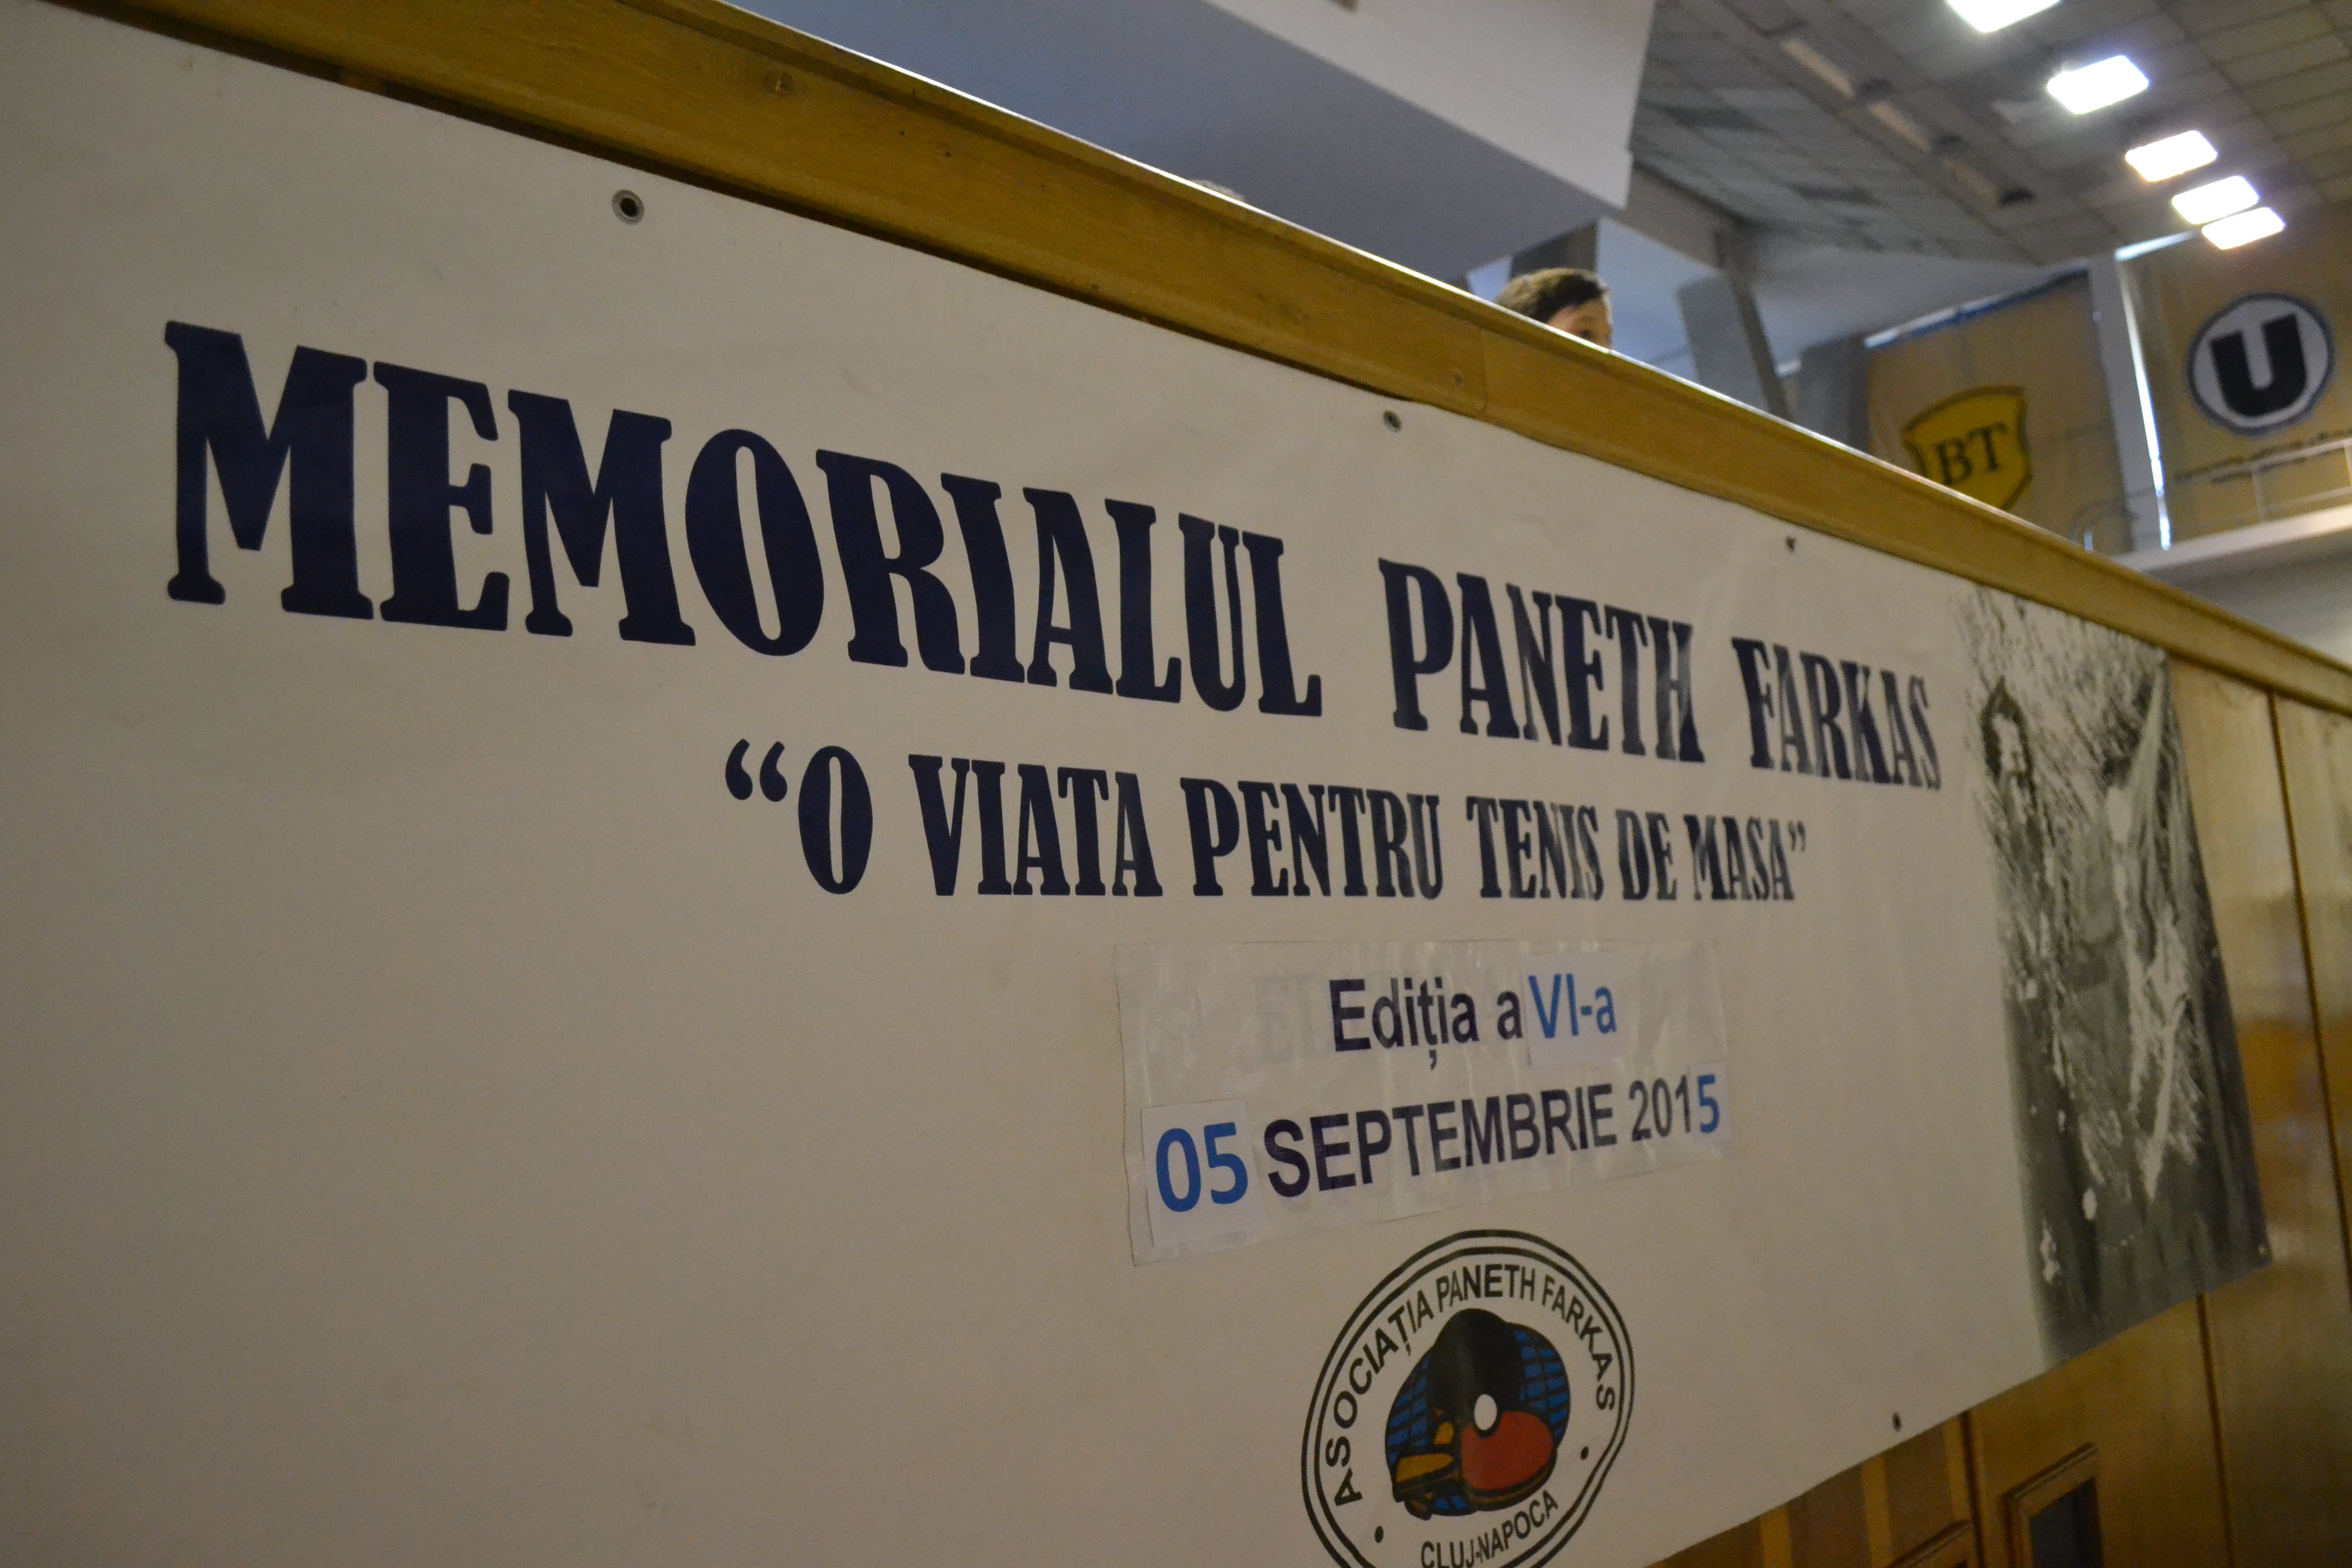 MEMORIALUL PANETH FARKAS
“O VIATA PENTRU TENIS DE MASA”
Ediția a VI-a
05 SEPTEMBRIE 2015
ASOCIAȚIA PANETH FARKAS
CLUJ-NAPOCA
BT
U